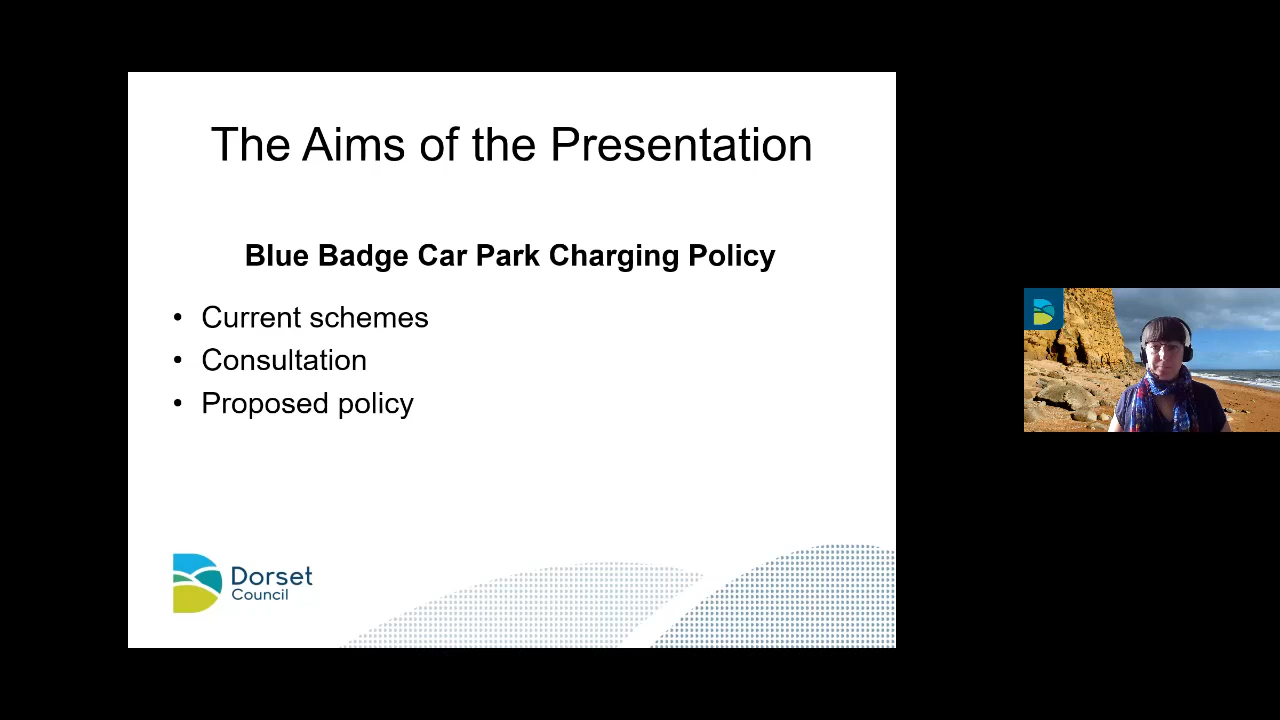 The Aims of the Presentation
Blue Badge Car Park Charging Policy
• Current schemes
• Consultation
• Proposed policy
Dorset
Council